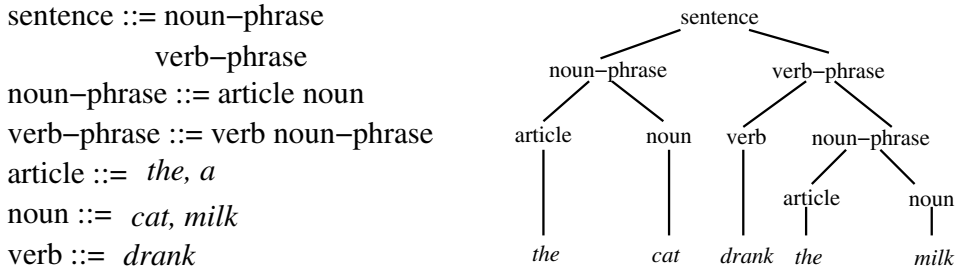 sentence ::= noun−phrase
verb−phrase
noun−phrase ::= article noun
verb−phrase ::= verb noun−phrase
article ::= the, a
noun ::= cat, milk
verb ::= drank
sentence
noun−phrase verb−phrase
article noun verb noun−phrase
article noun
the cat drank the milk